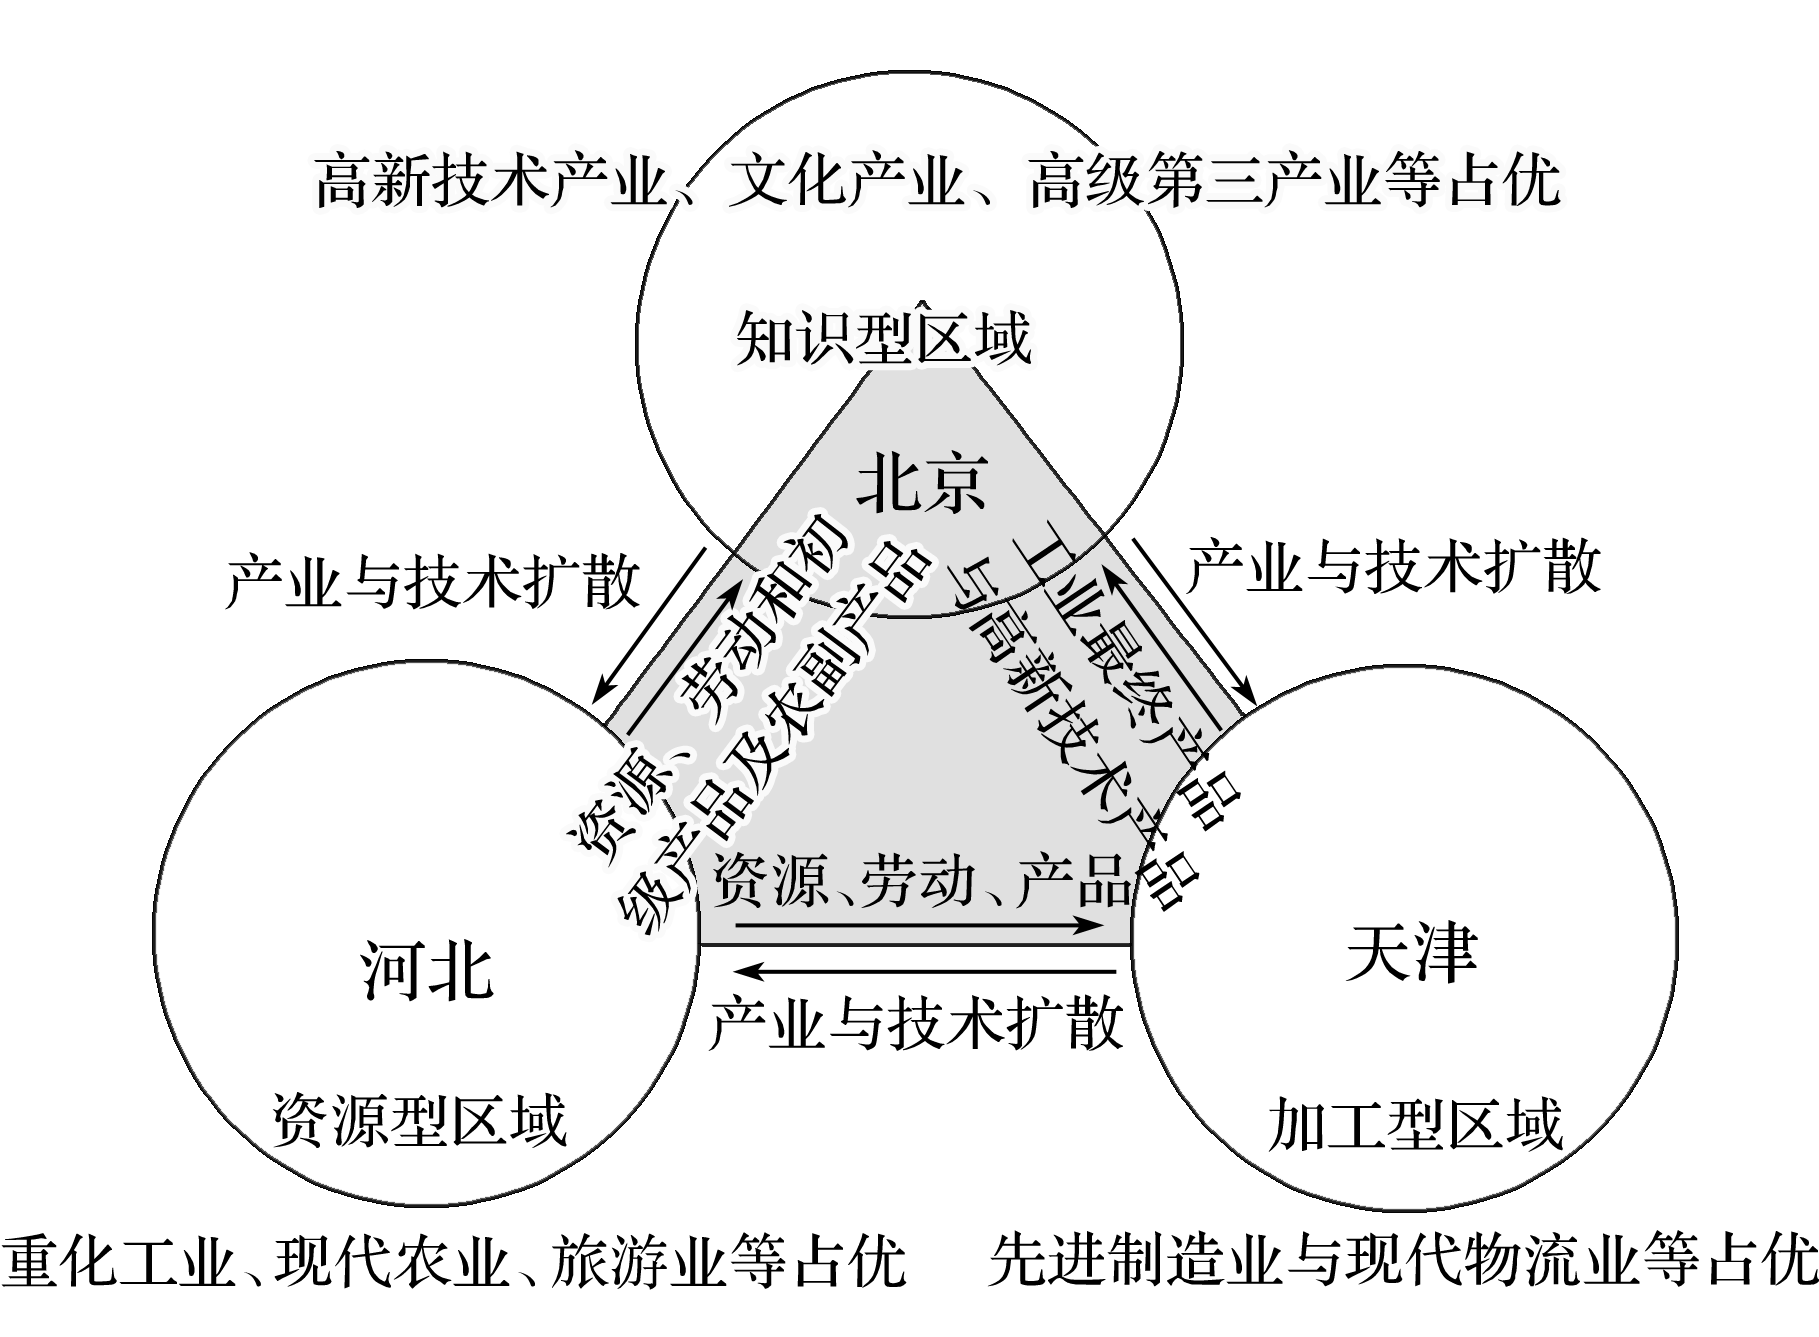 高新技术产业、文化产业、高级第三产业等占优
知识型区域
北京
产业与技术扩散
资源、劳动和初
级产品及农副产品
工业最终产品
与高新技术产品
产业与技术扩散
资源、劳动、产品
产业与技术扩散
河北
资源型区域
天津
加工型区域
重化工业、现代农业、旅游业等占优
先进制造业与现代物流业等占优